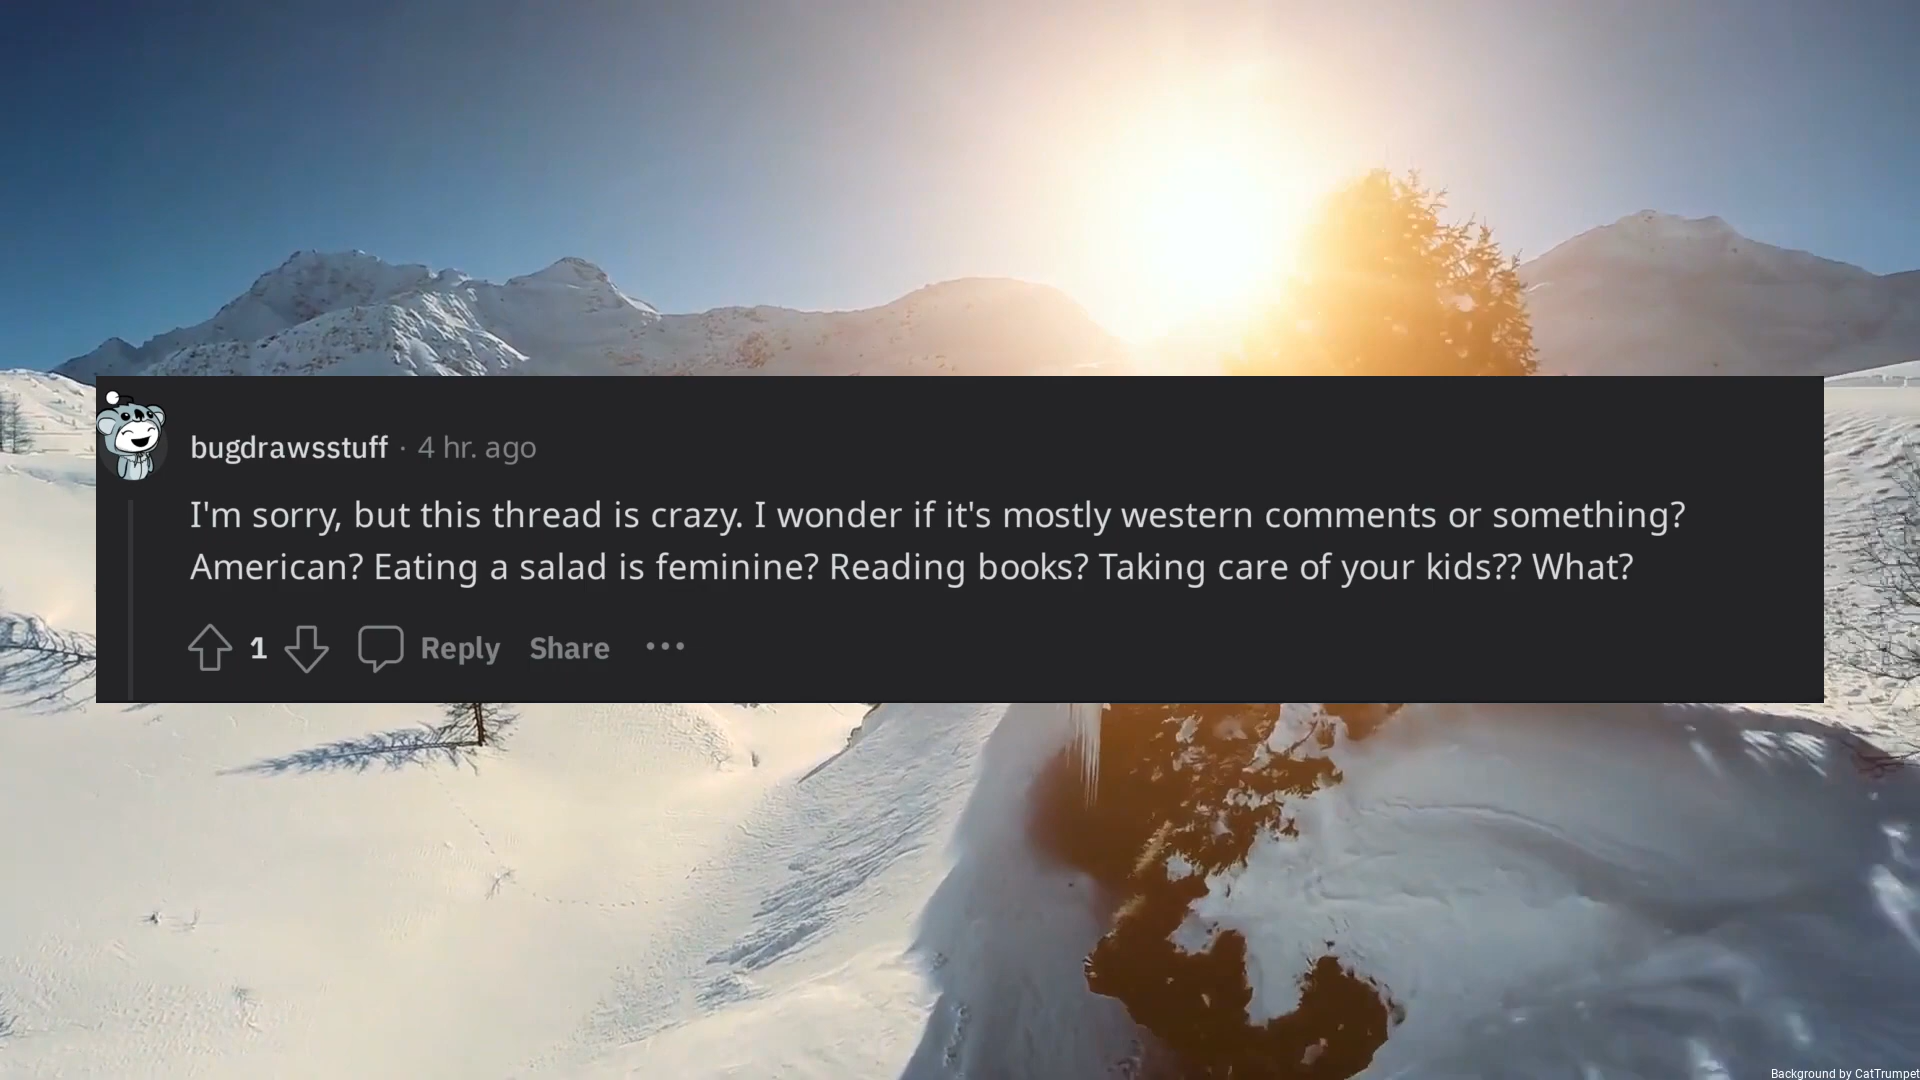 bugdrawsstuff · 4 hr. ago
I'm sorry, but this thread is crazy. I wonder if it's mostly western comments or something?
American? Eating a salad is feminine? Reading books? Taking care of your kids?? What?
1 Reply Share ···
Background by CatTrumpet